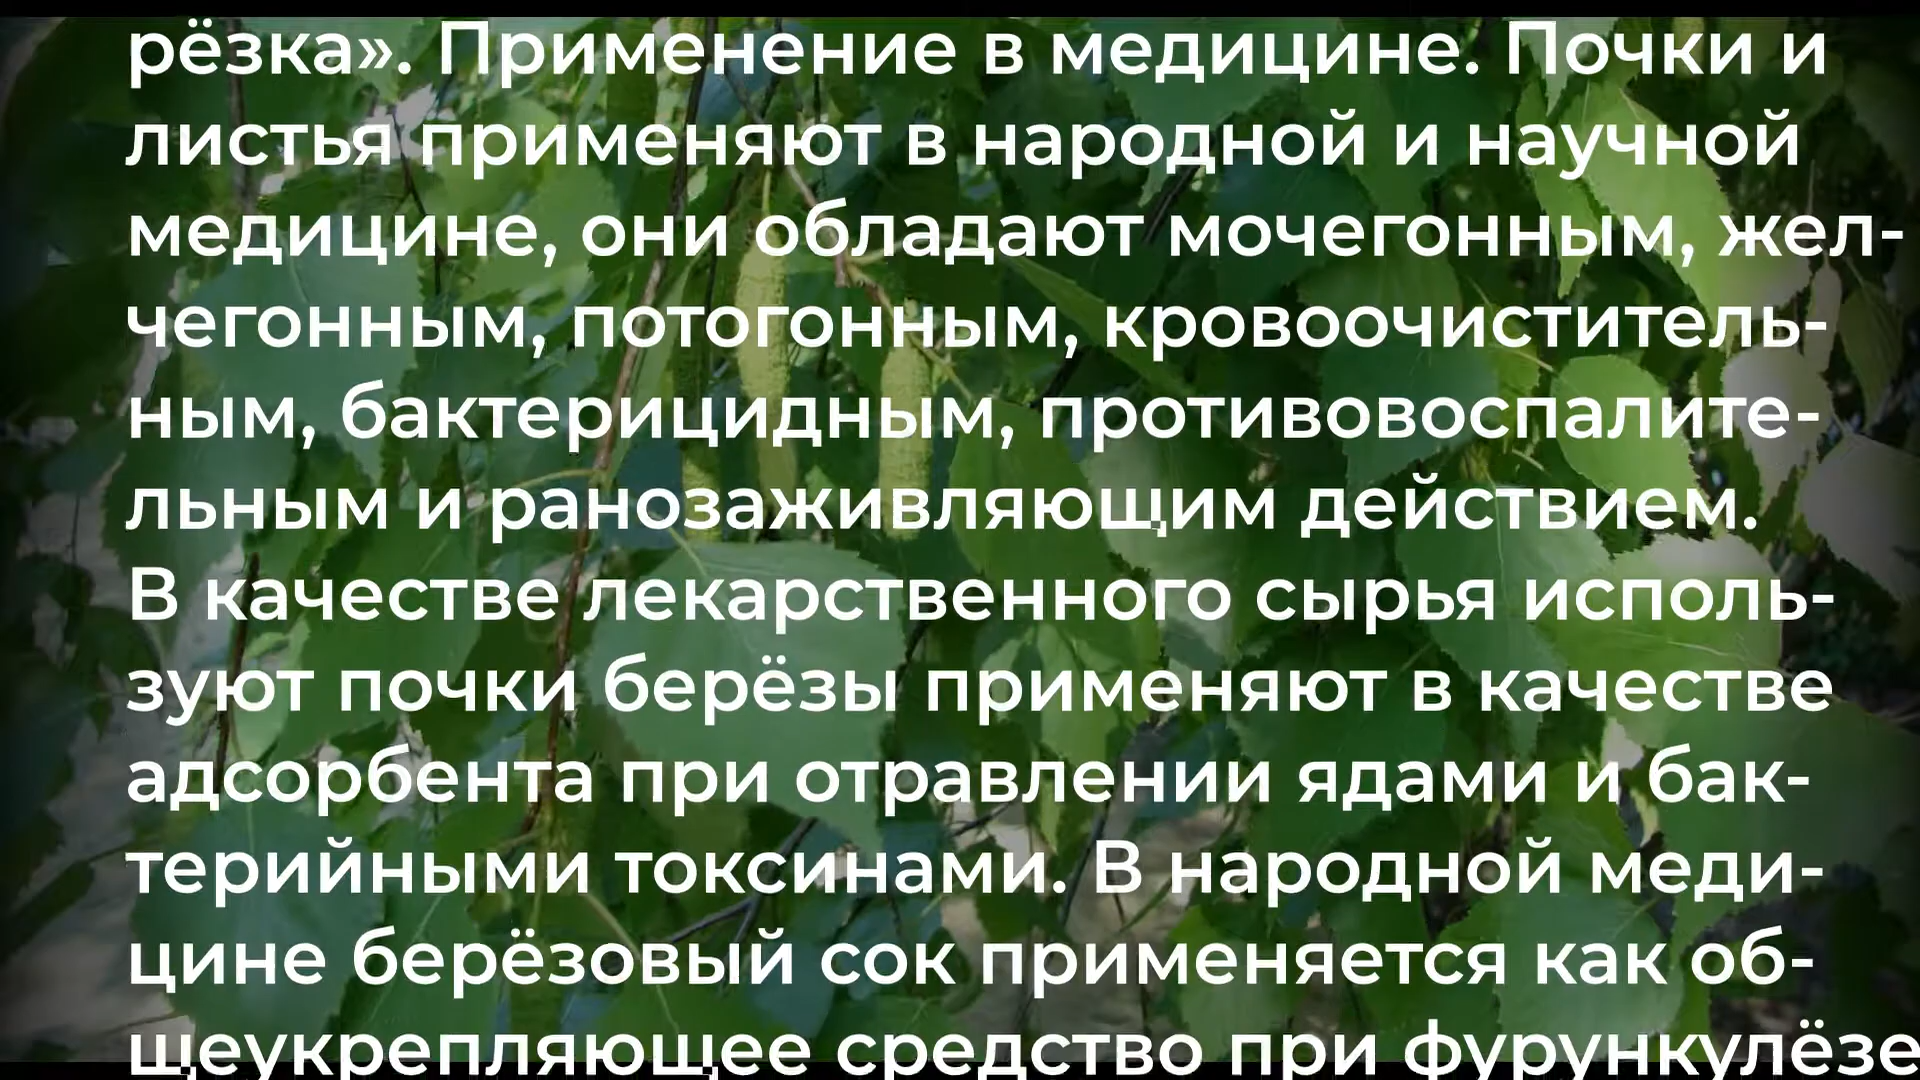 рёзка». Применение в медицине. Почки и
листья применяют в народной и научной
медицине, они обладают мочегонным, жел-
чегонным, потогонным, кровоочиститель-
ным, бактерицидным, противовоспалите-
льным и ранозаживляющим действием.
В качестве лекарственного сырья исполь-
зуют почки берёзы применяют в качестве
адсорбента при отравлении ядами и бак-
терийными токсинами. В народной меди-
цине берёзовый сок применяется как об-
щеукрепляющее средство при фурункулёзе